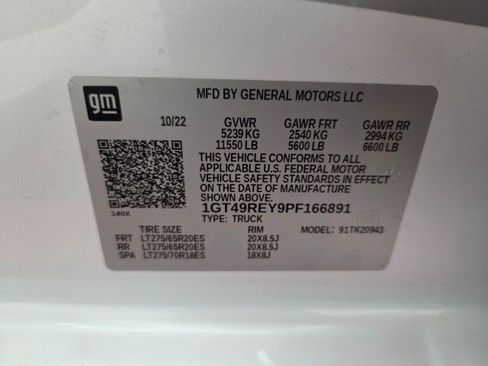 gm
MFD BY GENERAL MOTORS LLC
10/22 GVWR GAWR FRT GAWR RR
5239 KG 2540 KG 2994 KG
11550 LB 5600 LB 6600 LB
THIS VEHICLE CONFORMS TO ALL
APPLICABLE U.S. FEDERAL MOTOR
VEHICLE SAFETY STANDARDS IN EFFECT
ON THE DATE OF MANUFACTURE
SHOWN ABOVE.
140X 1GT49REY9PF166891
TYPE: TRUCK
TIRE SIZE RIM MODEL: 91TK20943
FRT LT275/65R20ES 20X8.5J
RR LT275/65R20ES 20X8.5J
SPA LT275/70R18ES 18X8J